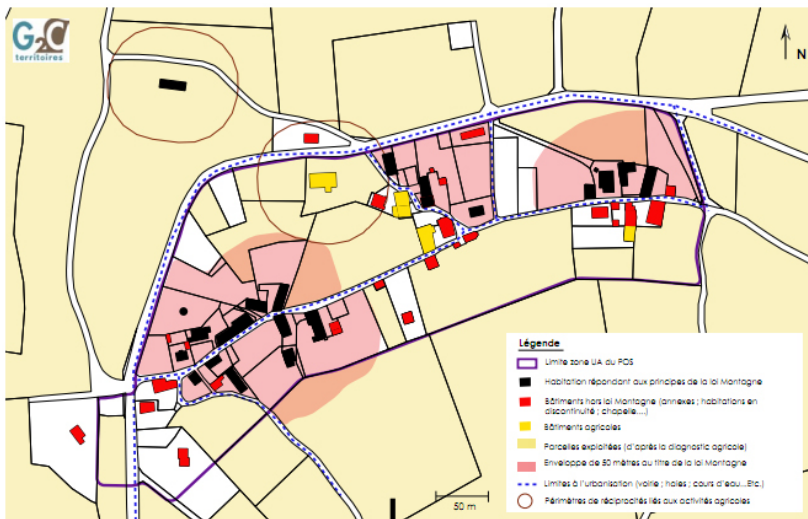 G2C
territoires
N
Légende
Limite zone UA du POS
Habitation répondant aux principes de la loi Montagne
Bâtiments hors loi Montagne (annexes ; habitations en
discontinuité ; chapelle....)
Bâtiments agricoles
Parcelles exploitées (d'après la diagnostic agricole)
Enveloppe de 50 mètres au titre de la loi Montagne
Limites à l'urbanisation (voirie ; haies ; cours d'eau...Etc.)
Périmètres de réciprocités liés aux activités agricoles
50 m